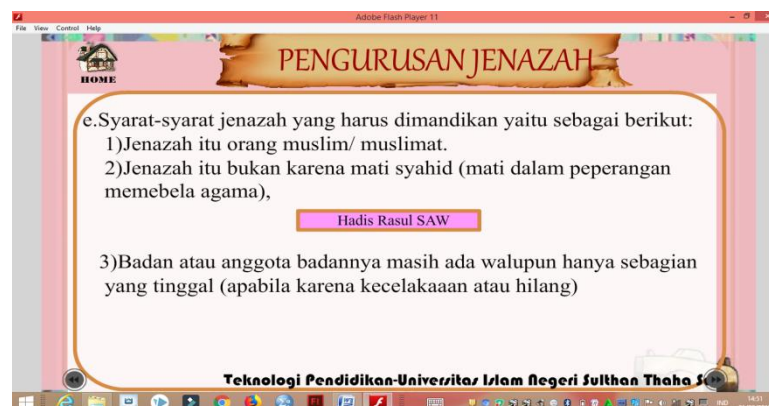 Adobe Flash Player 11
File View Control Help
HOME
PENGURUSAN JENAZAH
e.Syarat-syarat jenazah yang harus dimandikan yaitu sebagai berikut:
1)Jenazah itu orang muslim/ muslimat.
2)Jenazah itu bukan karena mati syahid (mati dalam peperangan
memebela agama),
Hadis Rasul SAW
3)Badan atau anggota badannya masih ada walupun hanya sebagian
yang tinggal (apabila karena kecelakaaan atau hilang)
Teknologi Pendidikan-Universitas Islam Negeri Sulthan Thaha
IND 14:51